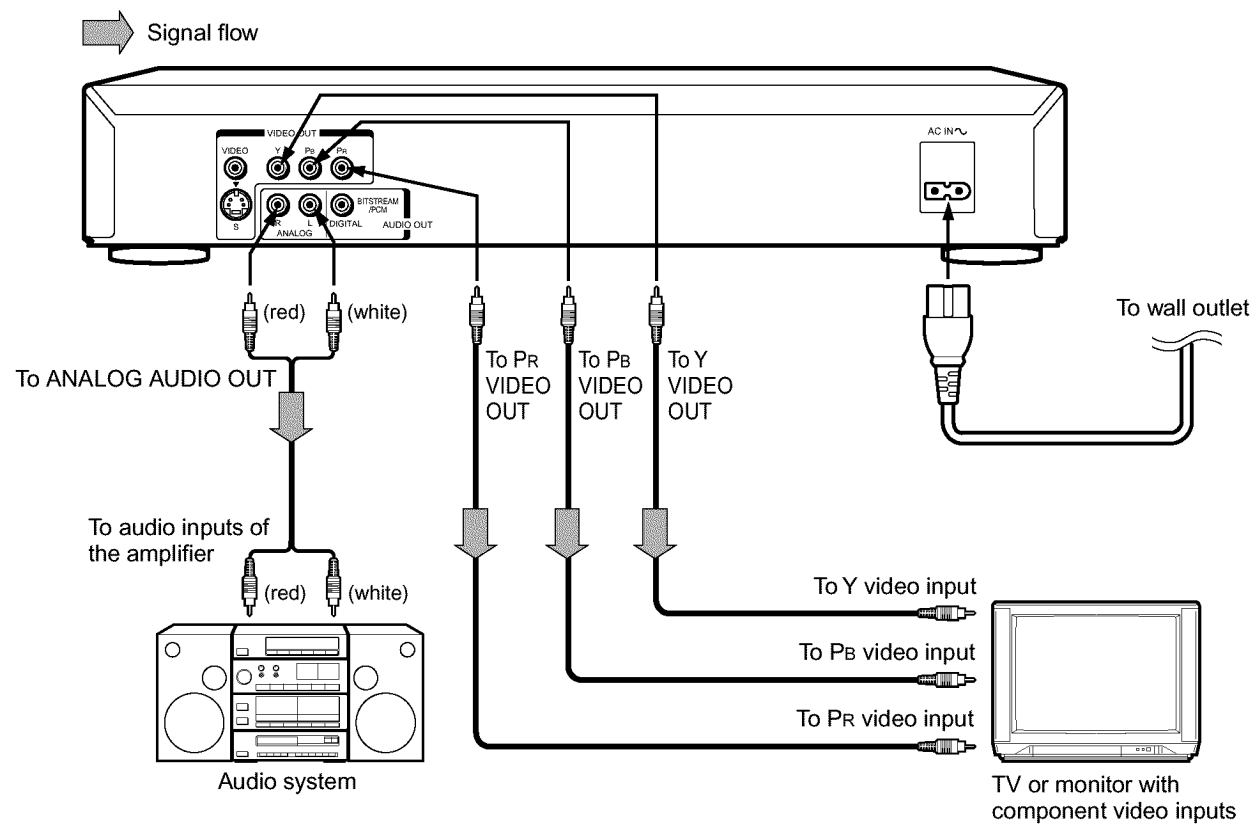 Signal flow
VIDEO OUT
VIDEO
Y
PB
PR
AC IN
S
R
L
DIGITAL
BITSTREAM
/PCM
ANALOG
AUDIO OUT
(red)
(white)
To wall outlet
To ANALOG AUDIO OUT
To PR
VIDEO
OUT
To PB
VIDEO
OUT
To Y
VIDEO
OUT
To audio inputs of
the amplifier
(red)
(white)
To Y video input
To PB video input
To PR video input
Audio system
TV or monitor with
component video inputs